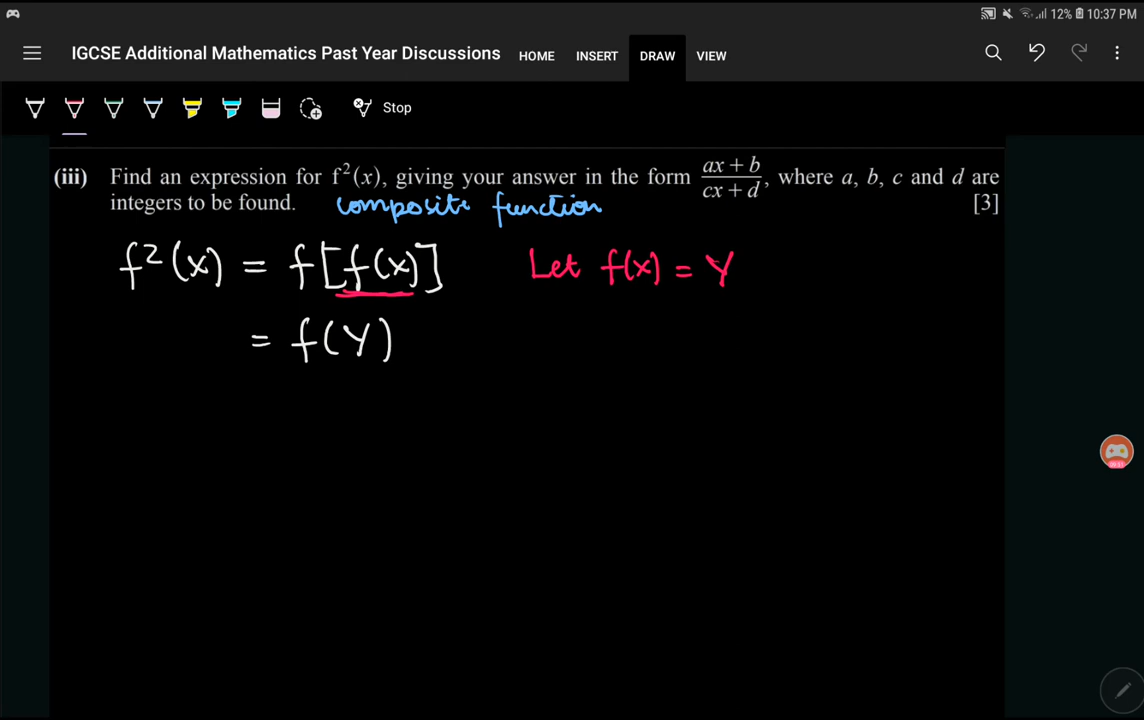 12% 10:37 PM
IGCSE Additional Mathematics Past Year Discussions HOME INSERT DRAW VIEW
Stop
(iii) Find an expression for f²(x), giving your answer in the form (ax + b)/(cx + d), where a, b, c and d are
integers to be found. composite function [3]
f²(x) = f[f(x)] Let f(x) = Y
= f(Y)